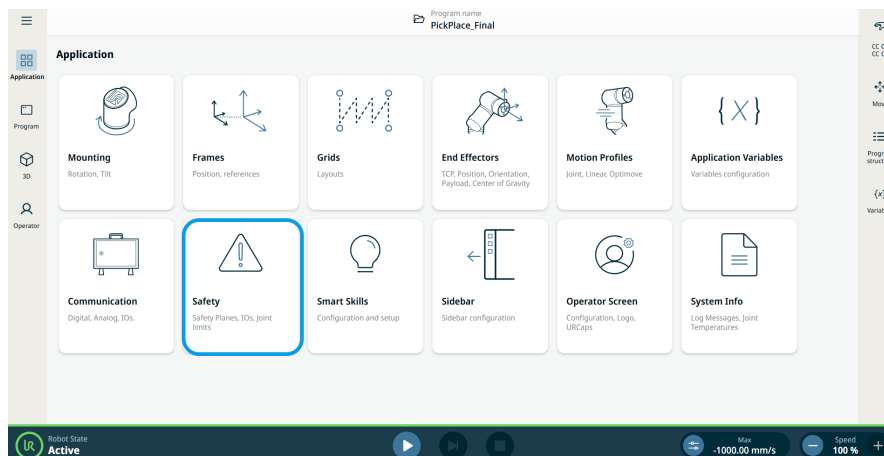 Program name
PickPlace_Final
Application
Application
Program
3D
Operator
Mounting
Rotation, Tilt
Frames
Position, references
Grids
Layouts
End Effectors
TCP, Position, Orientation,
Payload, Center of Gravity
Motion Profiles
Joint, Linear, Optimove
{X}
Application Variables
Variables configuration
Communication
Digital, Analog, IOs.
Safety
Safety Planes, IOs, Joint
limits
Smart Skills
Configuration and setup
Sidebar
Sidebar configuration
Operator Screen
Configuration, Logo,
URCaps
System Info
Log Messages, Joint
Temperatures
CC
CC
{x}
UR
Robot State
Active
Max
-1000.00 mm/s
Speed
100 %